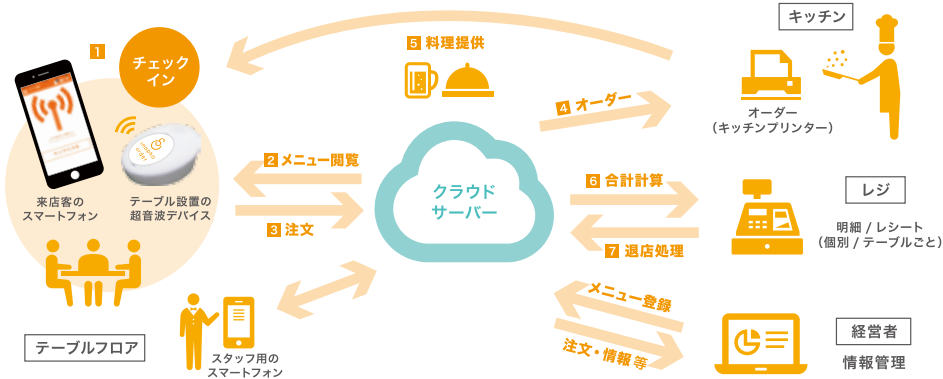 1
チェック
イン
来店客の
スマートフォン
テーブル設置の
超音波デバイス
テーブルフロア
スタッフ用の
スマートフォン
2 メニュー閲覧
3 注文
クラウド
サーバー
5 料理提供
4 オーダー
キッチン
オーダー
（キッチンプリンター）
6 合計計算
7 退店処理
レジ
明細 / レシート
（個別 / テーブルごと）
メニュー登録
注文・情報 等
経営者
情報管理